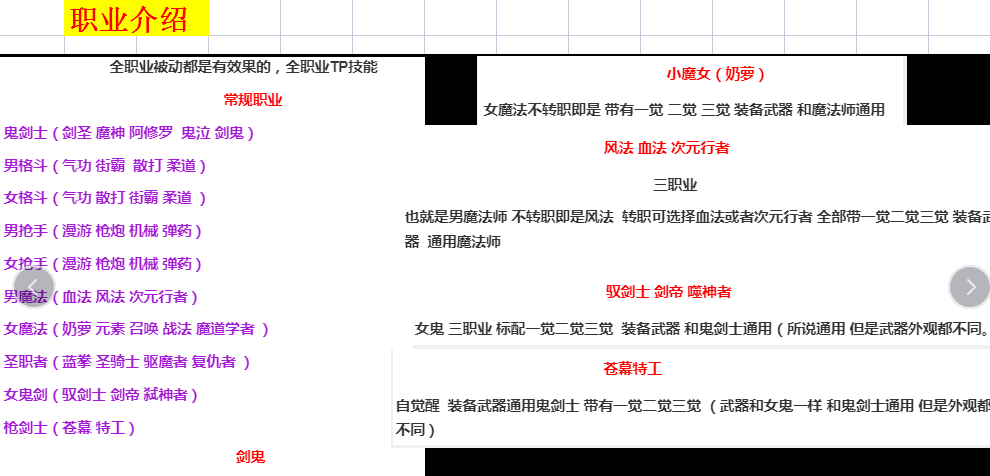 职业介绍
全职业被动都是有效果的，全职业TP技能
常规职业
鬼剑士（剑圣 魔神 阿修罗 鬼泣 剑鬼）
男格斗（气功 街霸 散打 柔道）
女格斗（气功 散打 街霸 柔道 ）
男抢手（漫游 枪炮 机械 弹药）
女抢手（漫游 枪炮 机械 弹药）
男魔法（血法 风法 次元行者）
女魔法（奶萝 元素 召唤 战法 魔道学者 ）
圣职者（蓝拳 圣骑士 驱魔者 复仇者 ）
女鬼剑（驭剑士 剑帝 弑神者）
枪剑士（苍幕 特工）
剑鬼
小魔女（奶萝）
女魔法不转职即是 带有一觉 二觉 三觉 装备武器 和魔法师通用
风法 血法 次元行者
三职业
也就是男魔法师 不转职即是风法 转职可选择血法或者次元行者 全部带一觉二觉三觉 装备武
器 通用魔法师
驭剑士 剑帝 噬神者
女鬼 三职业 标配一觉二觉三觉 装备武器 和鬼剑士通用（所说通用 但是武器外观都不同。
苍幕特工
自觉醒 装备武器通用鬼剑士 带有一觉二觉三觉 （武器和女鬼一样 和鬼剑士通用 但是外观都
不同）